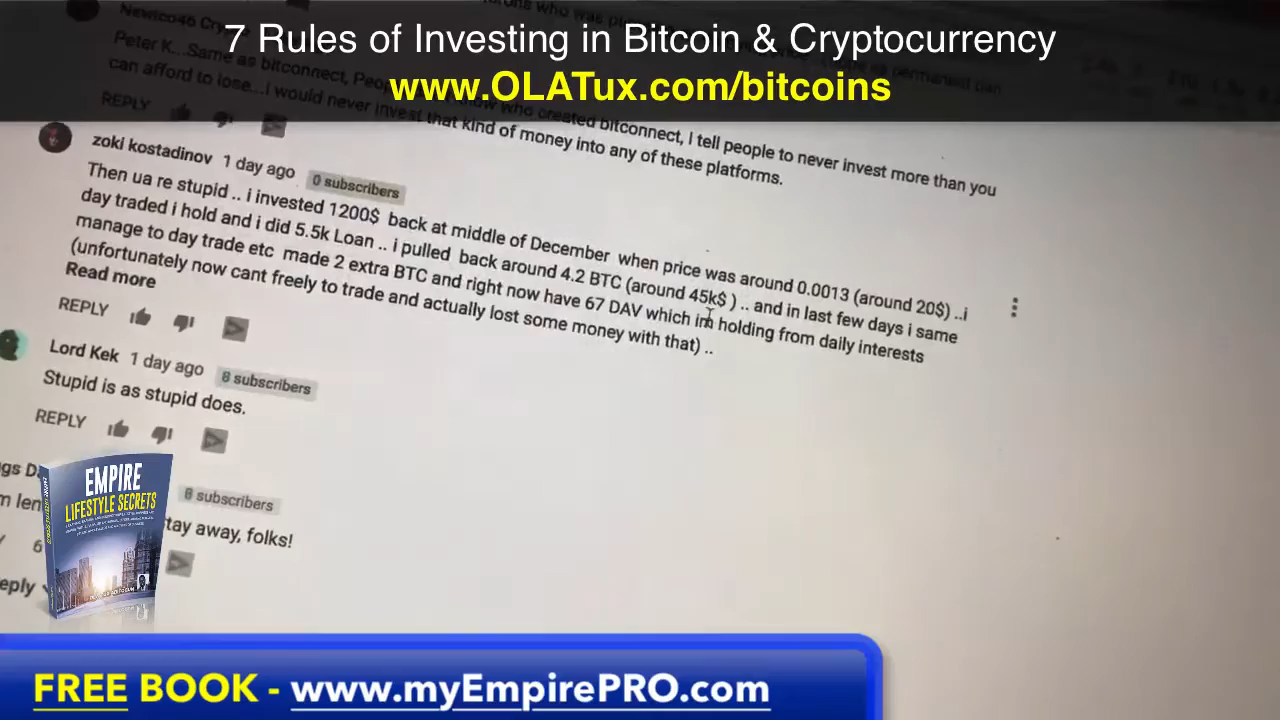 7 Rules of Investing in Bitcoin & Cryptocurrency
www.OLATux.com/bitcoins
Peter K.. Same as bitconnect, who created bitconnect, I tell people to never invest more than you
can afford to lose...I would never invest that kind of money into any of these platforms.
REPLY
zoki kostadinov 1 day ago 0 subscribers
Then ua re stupid .. i invested 1200$ back at middle of December when price was around 0.0013 (around 20$) ..i
day traded i hold and i did 5.5k Loan .. i pulled back around 4.2 BTC (around 45k$ ) .. and in last few days i same
manage to day trade etc made 2 extra BTC and right now have 67 DAV which im holding from daily interests
(unfortunately now cant freely to trade and actually lost some money with that) ..
Read more
REPLY
Lord Kek 1 day ago 8 subscribers
Stupid is as stupid does.
REPLY
8 subscribers
tay away, folks!
6
eply
EMPIRE
LIFESTYLE SECRETS
FREE BOOK - www.myEmpirePRO.com